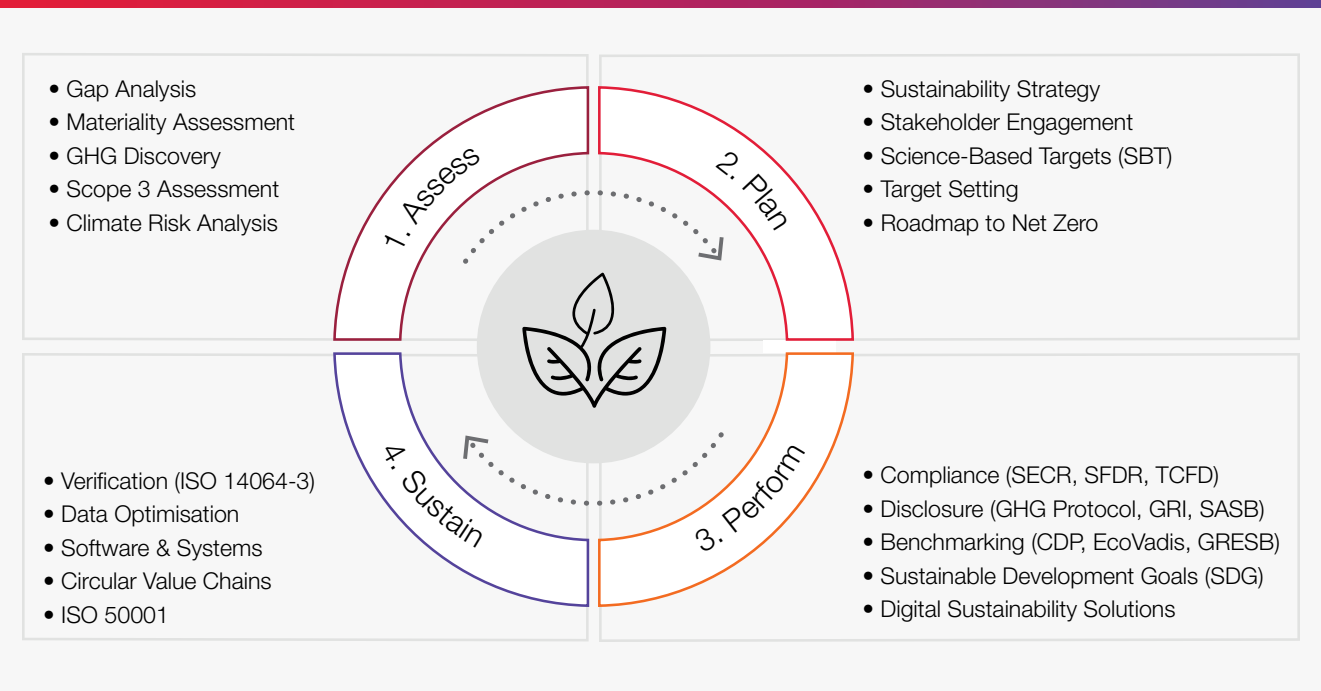 • Gap Analysis
• Materiality Assessment
• GHG Discovery
• Scope 3 Assessment
• Climate Risk Analysis
1. Assess
2. Plan
• Sustainability Strategy
• Stakeholder Engagement
• Science-Based Targets (SBT)
• Target Setting
• Roadmap to Net Zero
3. Perform
• Compliance (SECR, SFDR, TCFD)
• Disclosure (GHG Protocol, GRI, SASB)
• Benchmarking (CDP, EcoVadis, GRESB)
• Sustainable Development Goals (SDG)
• Digital Sustainability Solutions
4. Sustain
• Verification (ISO 14064-3)
• Data Optimisation
• Software & Systems
• Circular Value Chains
• ISO 50001